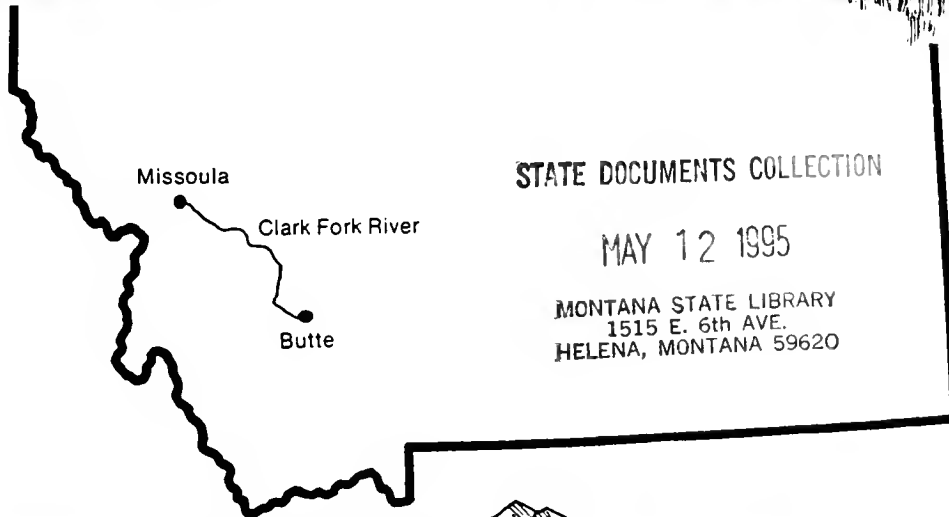 Missoula
Clark Fork River
Butte
STATE DOCUMENTS COLLECTION
MAY 12 1995
MONTANA STATE LIBRARY
1515 E. 6th AVE.
HELENA, MONTANA 59620